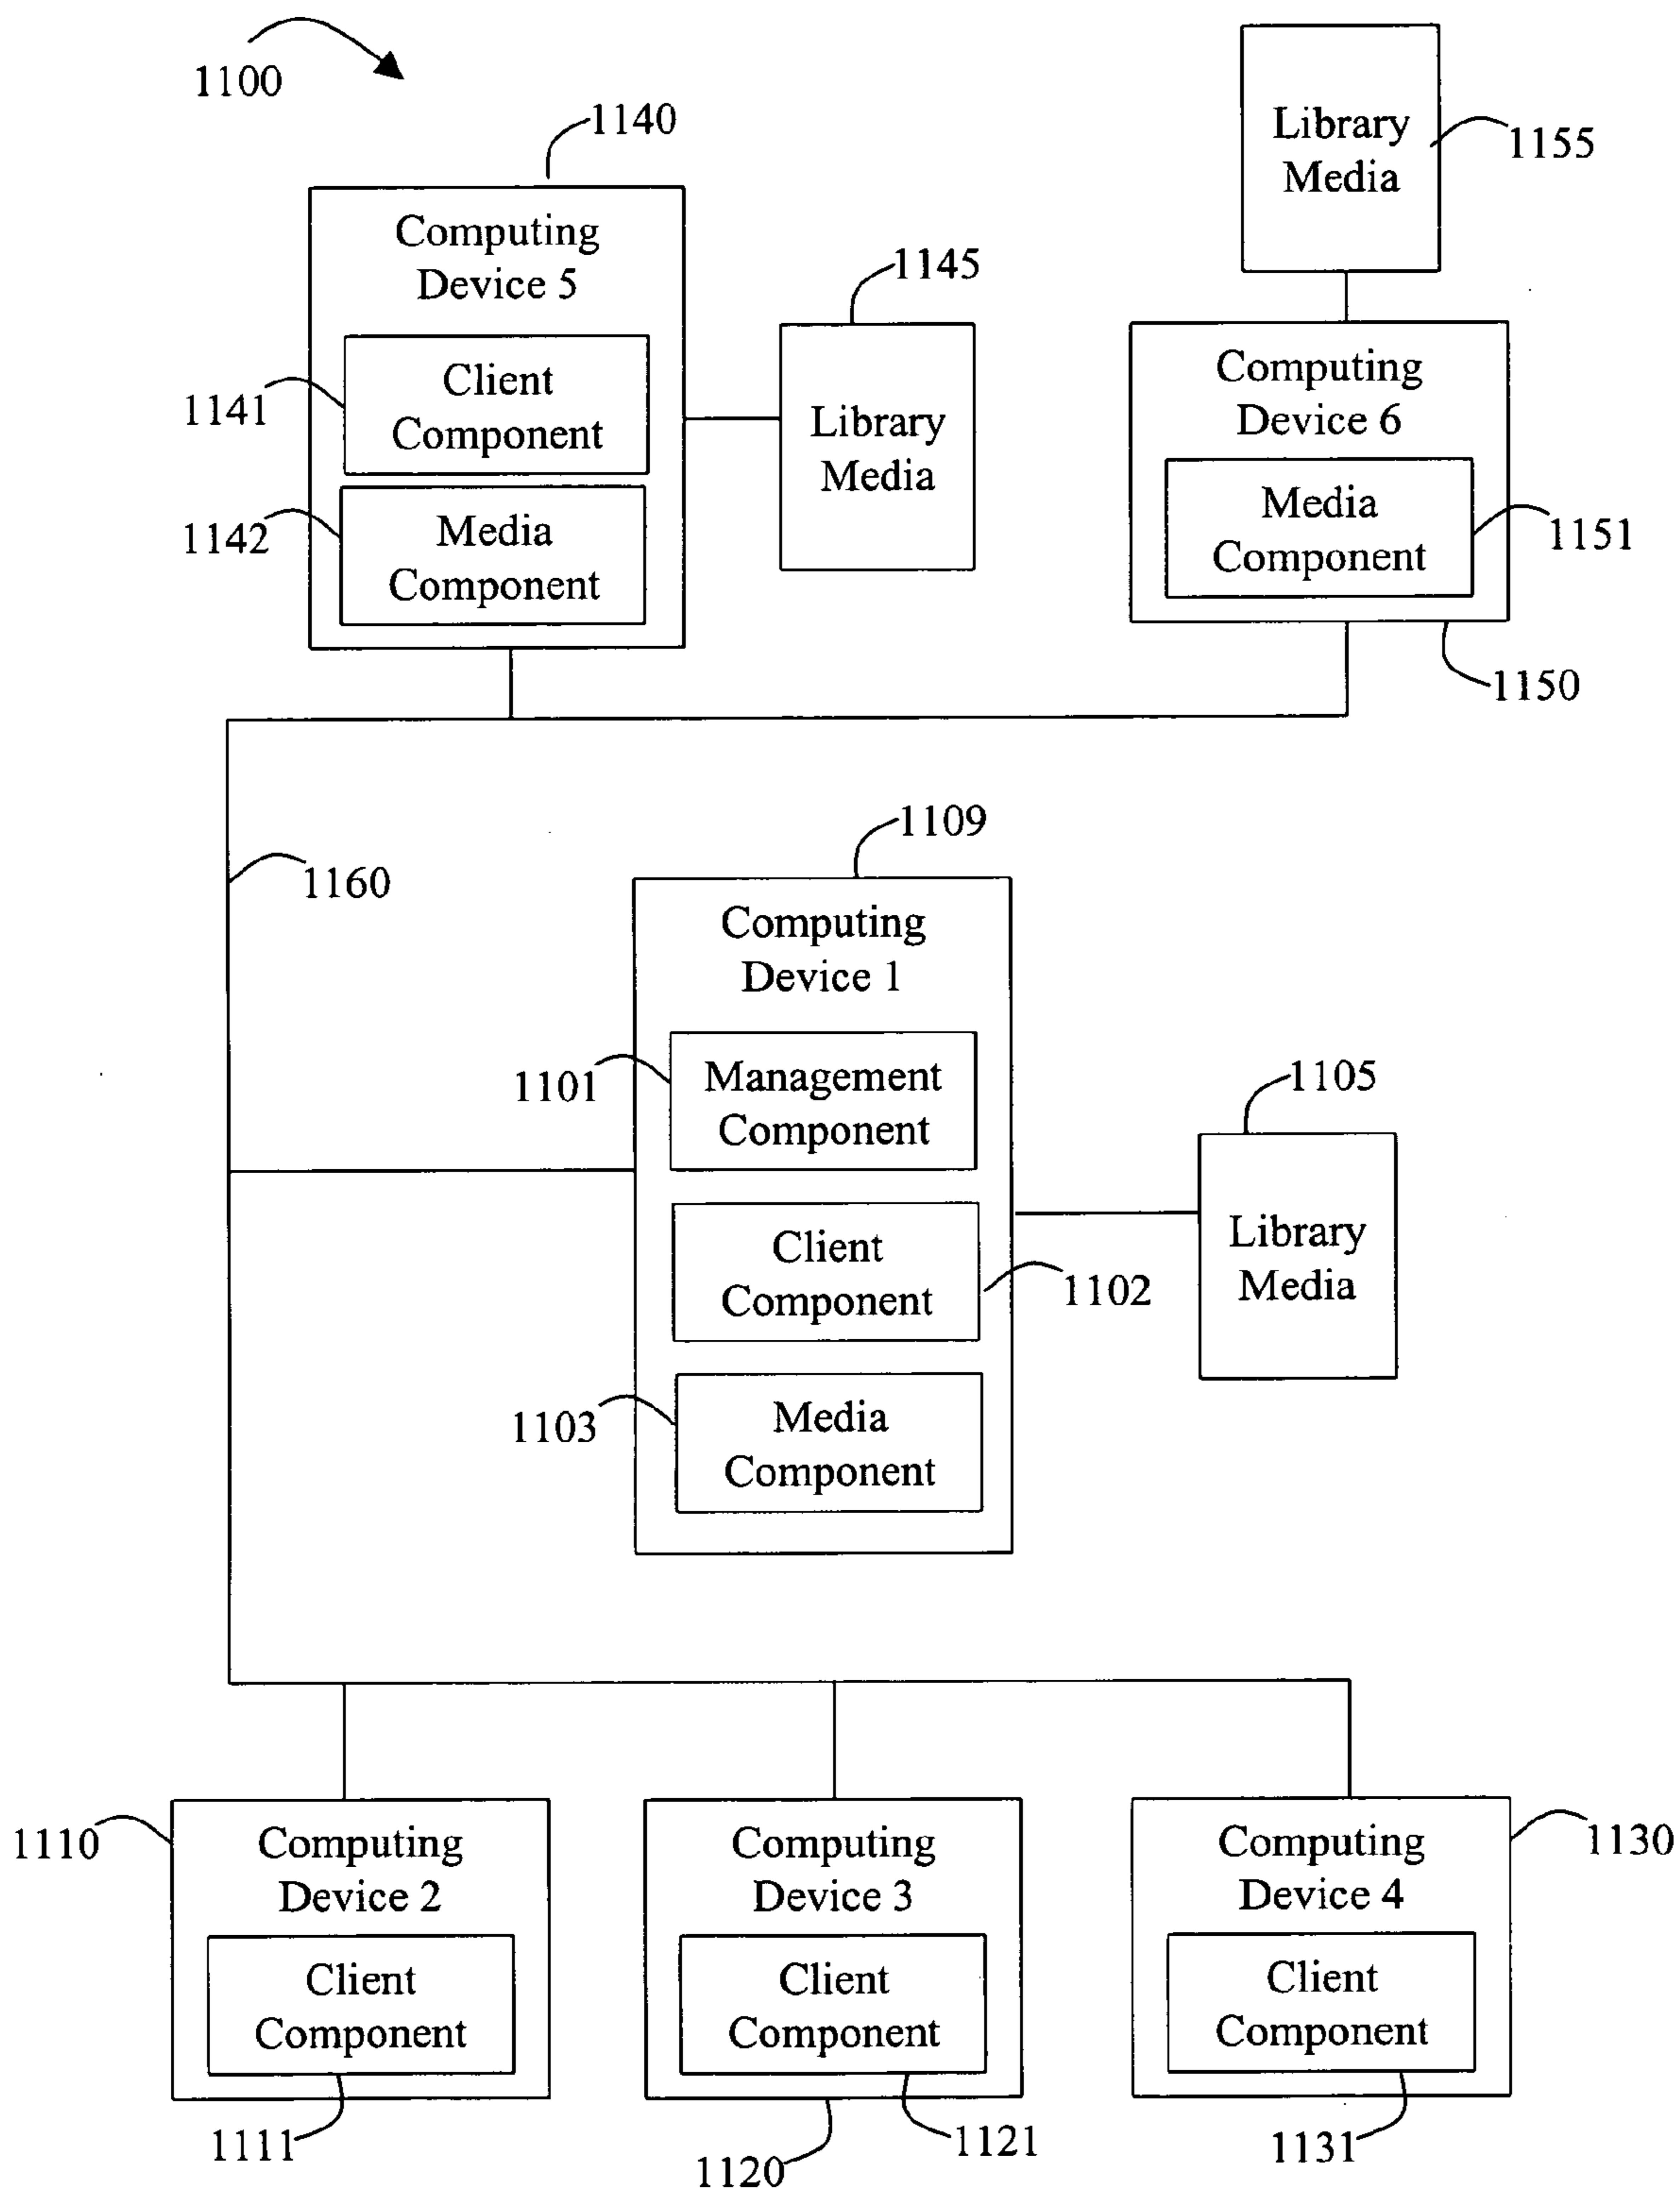 1100
1140
Computing
Device 5
1141
Client
Component
1142
Media
Component
1145
Library
Media
Library
Media
1155
Computing
Device 6
Media
Component
1151
1150
1160
1109
Computing
Device 1
1101
Management
Component
Client
Component
1102
1103
Media
Component
1105
Library
Media
1110
Computing
Device 2
Client
Component
1111
Computing
Device 3
Client
Component
1120
1121
1130
Computing
Device 4
Client
Component
1131